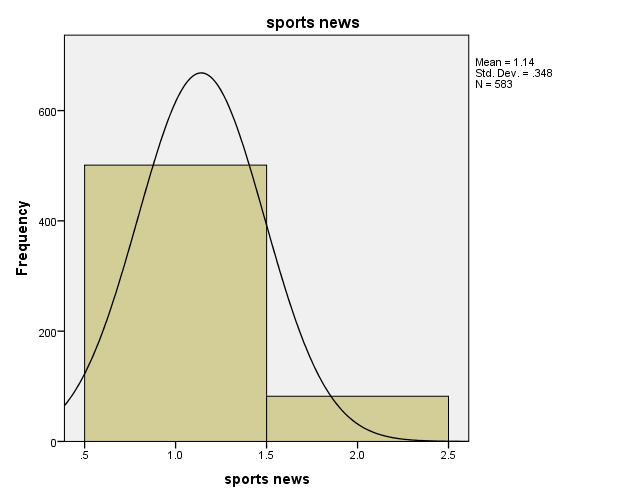 sports news
Mean = 1.14
Std. Dev. = .348
N = 583
600
400
200
0
Frequency
.5 1.0 1.5 2.0 2.5
sports news